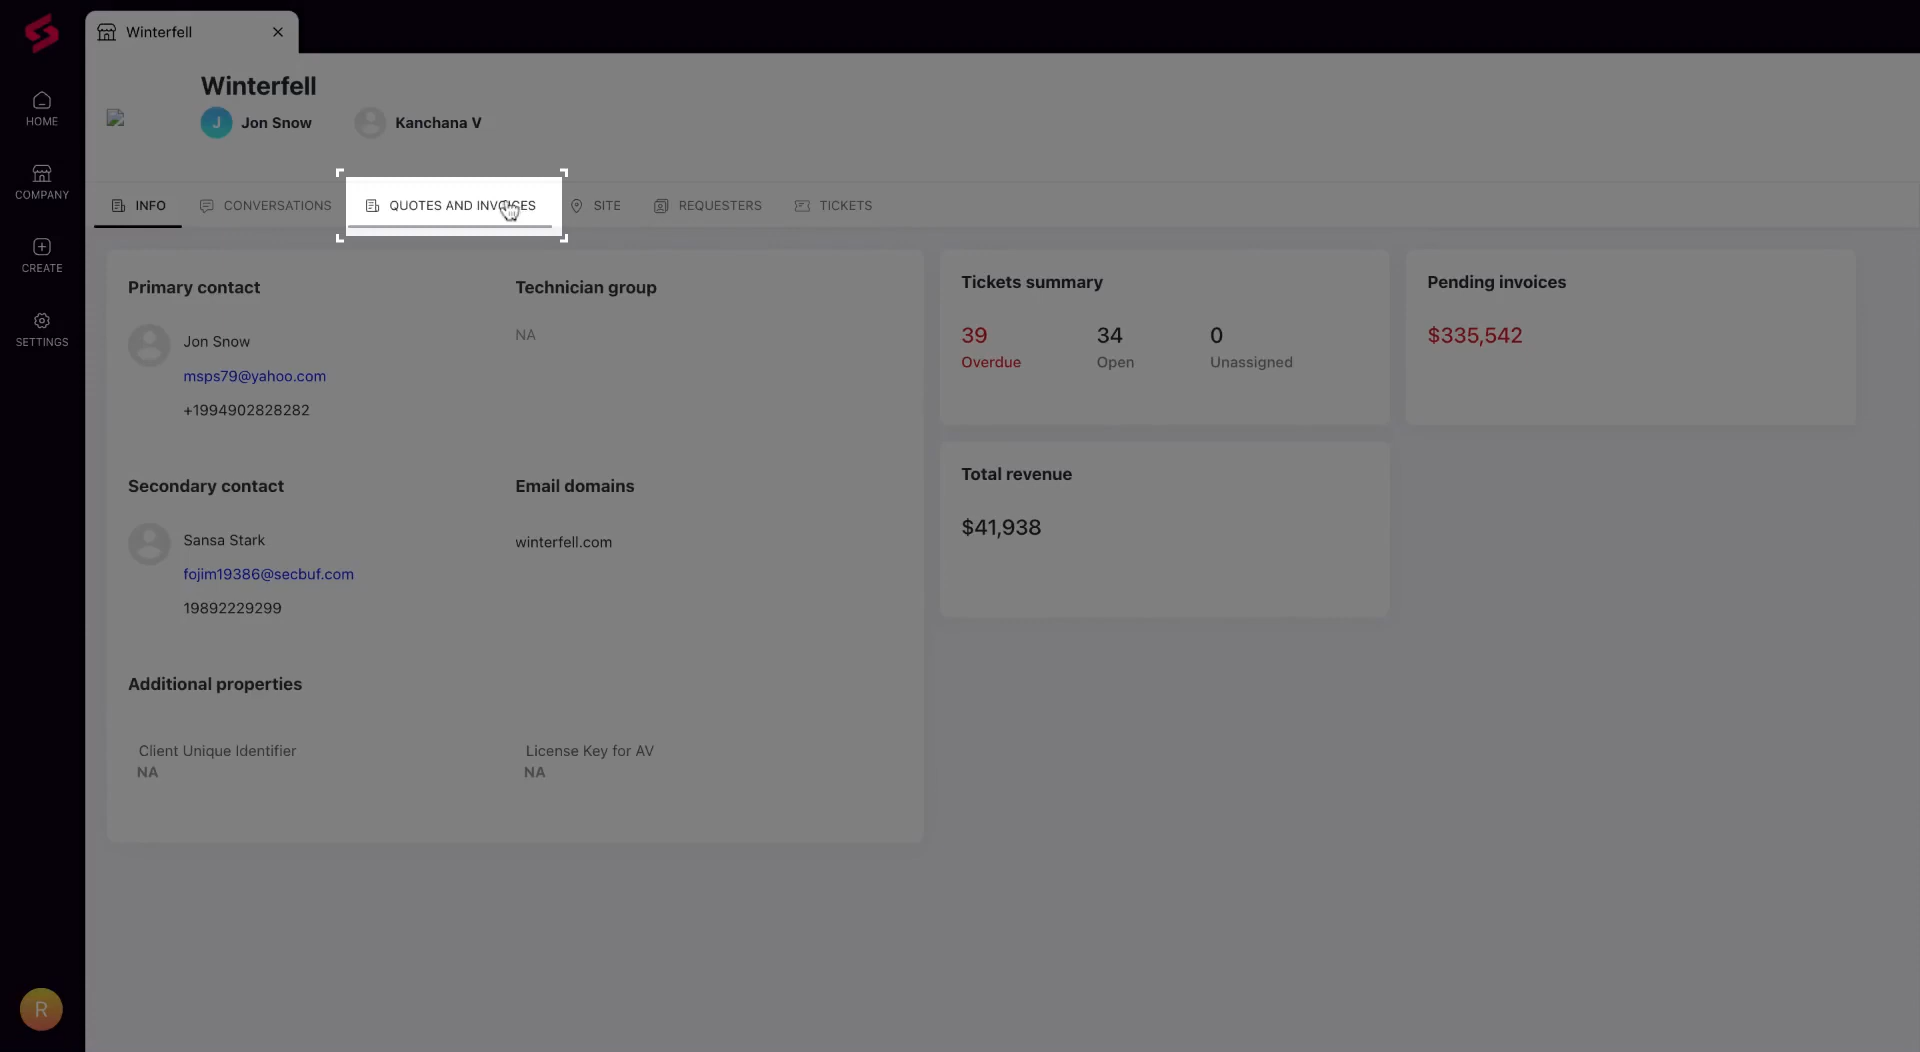 Winterfell
HOME
COMPANY
CREATE
SETTINGS
R
Winterfell
J Jon Snow Kanchana V
INFO CONVERSATIONS QUOTES AND INVOICES SITE REQUESTERS TICKETS
Primary contact
Jon Snow
msps79@yahoo.com
+1994902828282
Technician group
NA
Secondary contact
Sansa Stark
fojim19386@secbuf.com
19892229299
Email domains
winterfell.com
Additional properties
Client Unique Identifier
NA
License Key for AV
NA
Tickets summary
39 34 0
Overdue Open Unassigned
Pending invoices
$335,542
Total revenue
$41,938